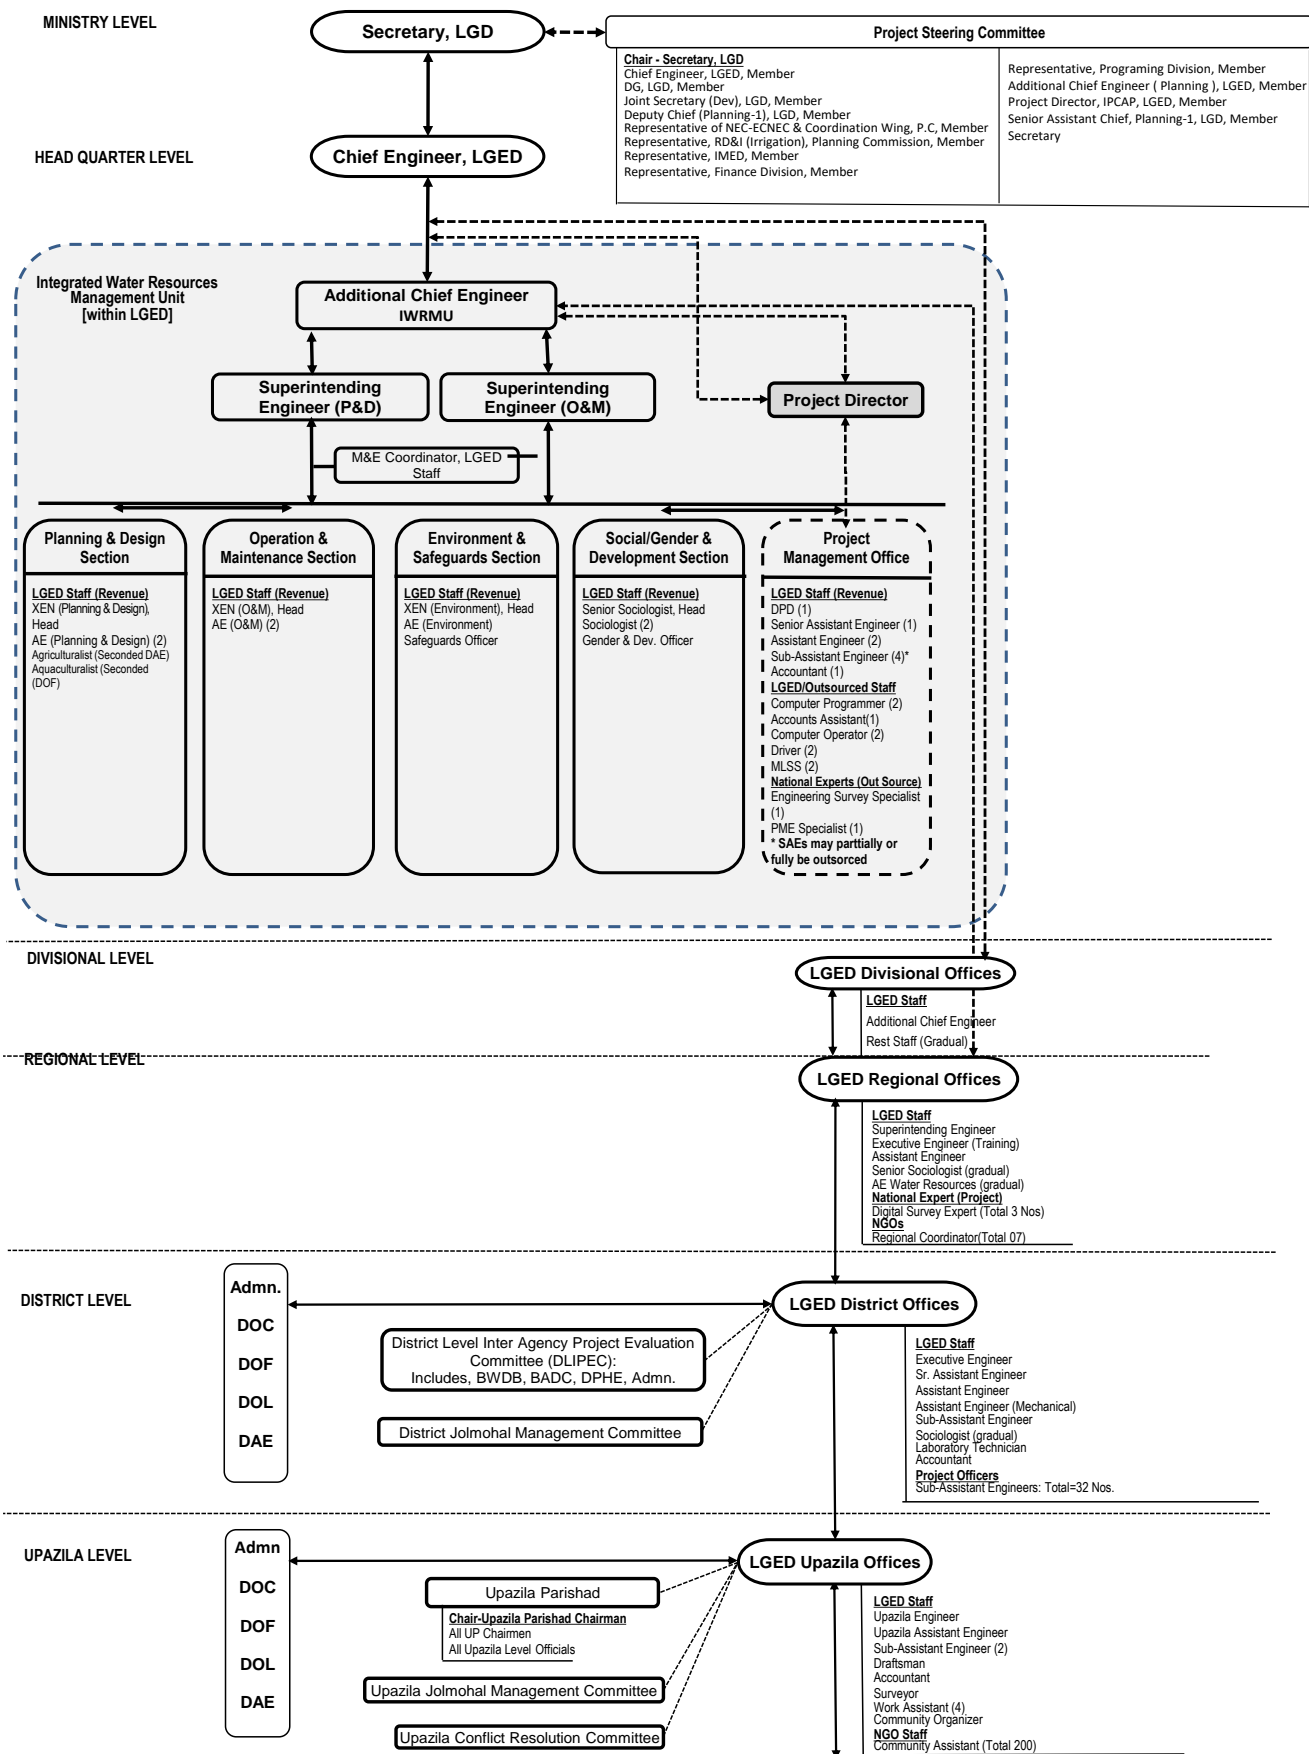 MINISTRY LEVEL
Secretary, LGD
Project Steering Committee
Chair - Secretary, LGD
Chief Engineer, LGED, Member
DG, LGD, Member
Joint Secretary (Dev), LGD, Member
Deputy Chief (Planning-1), LGD, Member
Representative of NEC-ECNEC & Coordination Wing, P.C, Member
Representative, RD&I (Irrigation), Planning Commission, Member
Representative, IMED, Member
Representative, Finance Division, Member
Representative, Programing Division, Member
Additional Chief Engineer ( Planning ), LGED, Member
Project Director, IPCAP, LGED, Member
Senior Assistant Chief, Planning-1, LGD, Member
Secretary
HEAD QUARTER LEVEL
Chief Engineer, LGED
Integrated Water Resources
Management Unit
[within LGED]
Additional Chief Engineer
IWRMU
Superintending
Engineer (P&D)
Superintending
Engineer (O&M)
Project Director
M&E Coordinator, LGED
Staff
Planning & Design
Section
LGED Staff (Revenue)
XEN (Planning & Design),
Head
AE (Planning & Design) (2)
Agriculturalist (Seconded DAE)
Aquaculturalist (Seconded
(DOF)
Operation &
Maintenance Section
LGED Staff (Revenue)
XEN (O&M), Head
AE (O&M) (2)
Environment &
Safeguards Section
LGED Staff (Revenue)
XEN (Environment), Head
AE (Environment)
Safeguards Officer
Social/Gender &
Development Section
LGED Staff (Revenue)
Senior Sociologist, Head
Sociologist (2)
Gender & Dev. Officer
Project
Management Office
LGED Staff (Revenue)
DPD (1)
Senior Assistant Engineer (1)
Assistant Engineer (2)
Sub-Assistant Engineer (4)*
Accountant (1)
LGED/Outsourced Staff
Computer Programmer (2)
Accounts Assistant(1)
Computer Operator (2)
Driver (2)
MLSS (2)
National Experts (Out Source)
Engineering Survey Specialist
(1)
PME Specialist (1)
* SAEs may parttially or
fully be outsorced
DIVISIONAL LEVEL
LGED Divisional Offices
LGED Staff
Additional Chief Engineer
Rest Staff (Gradual)
REGIONAL LEVEL
LGED Regional Offices
LGED Staff
Superintending Engineer
Executive Engineer (Training)
Assistant Engineer
Senior Sociologist (gradual)
AE Water Resources (gradual)
National Expert (Project)
Digital Survey Expert (Total 3 Nos)
NGOs
Regional Coordinator(Total 07)
DISTRICT LEVEL
Admn.
DOC
DOF
DOL
DAE
LGED District Offices
District Level Inter Agency Project Evaluation
Committee (DLIPEC):
Includes, BWDB, BADC, DPHE, Admn.
District Jolmohal Management Committee
LGED Staff
Executive Engineer
Sr. Assistant Engineer
Assistant Engineer
Assistant Engineer (Mechanical)
Sub-Assistant Engineer
Sociologist (gradual)
Laboratory Technician
Accountant
Project Officers
Sub-Assistant Engineers: Total=32 Nos.
UPAZILA LEVEL
Admn
DOC
DOF
DOL
DAE
LGED Upazila Offices
Upazila Parishad
Chair-Upazila Parishad Chairman
All UP Chairmen
All Upazila Level Officials
Upazila Jolmohal Management Committee
Upazila Conflict Resolution Committee
LGED Staff
Upazila Engineer
Upazila Assistant Engineer
Sub-Assistant Engineer (2)
Draftsman
Accountant
Surveyor
Work Assistant (4)
Community Organizer
NGO Staff
Community Assistant (Total 200)